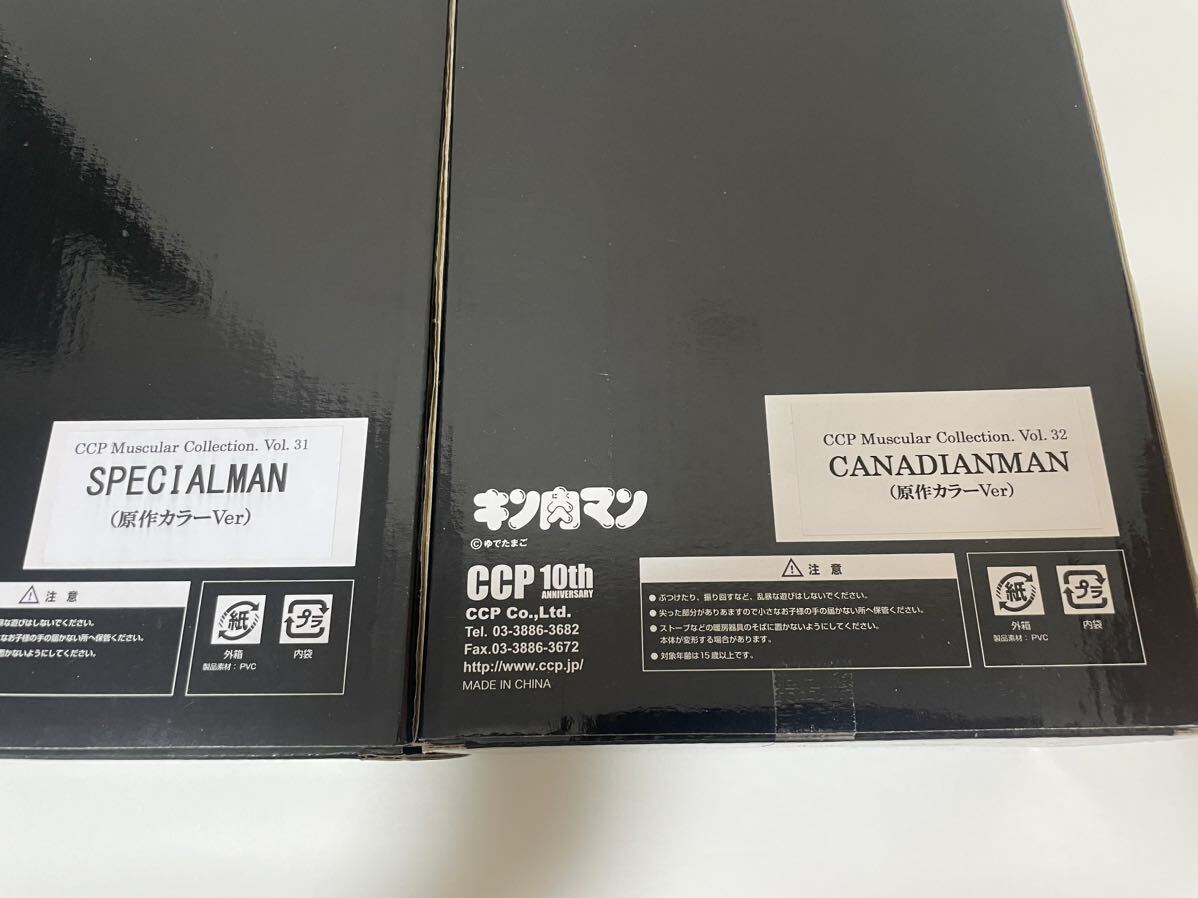 CCP Muscular Collection. Vol. 31
SPECIALMAN
(原作カラーVer)
注 意
な遊びはしないでください。
なお子様の手の届かない所へ保管ください。
置かないようにしてください。
紙
外箱
プラ
内袋
製品素材：PVC
CCP Muscular Collection. Vol. 32
CANADIANMAN
(原作カラーVer)
キン肉マン
©ゆでたまご
CCP 10th
ANNIVERSARY
CCP Co.,Ltd.
Tel. 03-3886-3682
Fax.03-3886-3672
http://www.ccp.jp/
MADE IN CHINA
注 意
● ぶつけたり、振り回すなど、乱暴な遊びはしないでください。
● 尖った部分がありあますので小さなお子様の手の届かない所へ保管ください。
● ストーブなどの暖房器具のそばに置かないようにしてください。
本体が変形する場合があります。
● 対象年齢は15歳以上です。
紙
外箱
プラ
内袋
製品素材：PVC